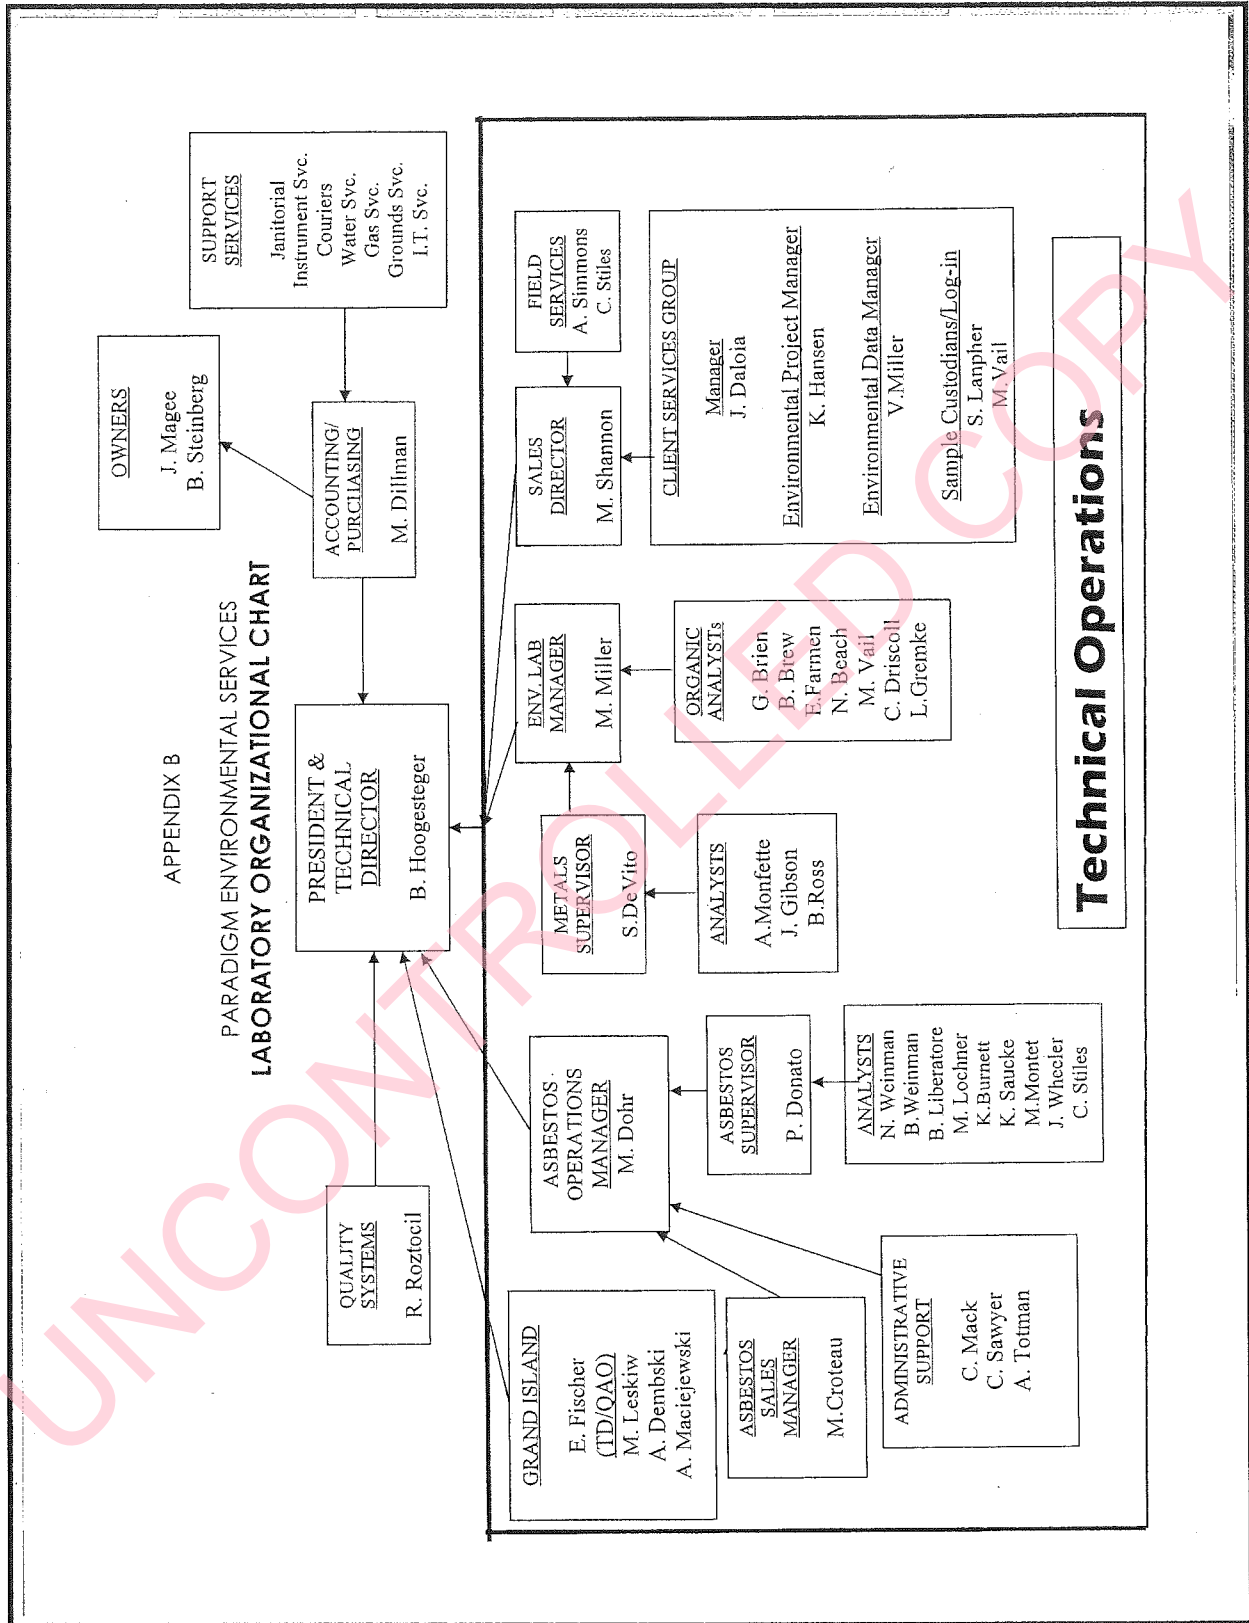 APPENDIX B
PARADIGM ENVIRONMENTAL SERVICES
LABORATORY ORGANIZATIONAL CHART
OWNERS
J. Magee
B. Steinberg
SUPPORT
SERVICES
Janitorial
Instrument Svc.
Couriers
Water Svc.
Gas Svc.
Grounds Svc.
I.T. Svc.
ACCOUNTING/
PURCHASING
M. Dillman
PRESIDENT &
TECHNICAL
DIRECTOR
B. Hoogesteger
QUALITY
SYSTEMS
R. Roztocil
GRAND ISLAND
E. Fischer
(TD/QAO)
M. Leskiw
A. Dembski
A. Maciejewski
ASBESTOS
OPERATIONS
MANAGER
M. Dohr
METALS
SUPERVISOR
S.DeVito
ENV. LAB
MANAGER
M. Miller
SALES
DIRECTOR
M. Shannon
FIELD
SERVICES
A. Simmons
C. Stiles
ASBESTOS
SALES
MANAGER
M.Croteau
ASBESTOS
SUPERVISOR
P. Donato
ANALYSTS
A.Monfette
J. Gibson
B.Ross
ORGANIC
ANALYSTs
G. Brien
B. Brew
E.Farmen
N. Beach
M. Vail
C. Driscoll
L.Gremke
CLIENT SERVICES GROUP
Manager
J. Daloia
Environmental Project Manager
K. Hansen
Environmental Data Manager
V.Miller
Sample Custodians/Log-in
S. Lanpher
M. Vail
ADMINISTRATIVE
SUPPORT
C. Mack
C. Sawyer
A. Totman
ANALYSTS
N. Weinman
B. Weinman
B. Liberatore
M. Lochner
K.Burnett
K. Saucke
M.Montet
J. Wheeler
C. Stiles
Technical Operations
UNCONTROLLED COPY